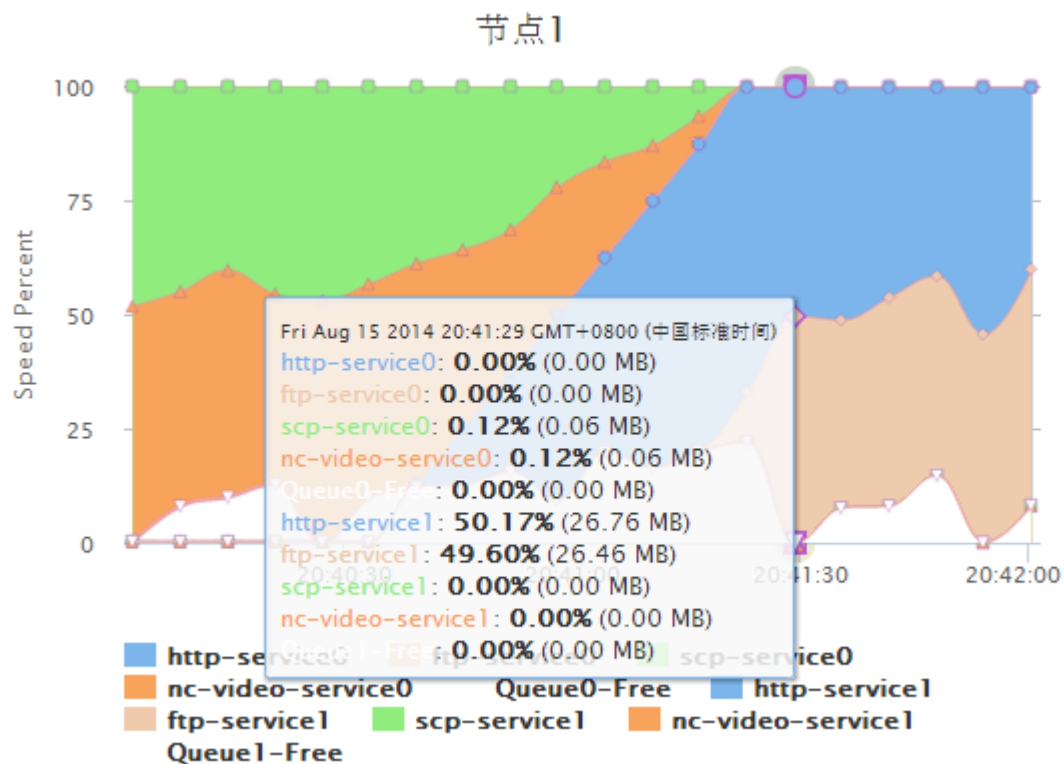 节点1
100
75
50
25
0
Speed Percent
Fri Aug 15 2014 20:41:29 GMT+0800 (中国标准时间)
http-service0: 0.00% (0.00 MB)
ftp-service0: 0.00% (0.00 MB)
scp-service0: 0.12% (0.06 MB)
nc-video-service0: 0.12% (0.06 MB)
Queue0-Free: 0.00% (0.00 MB)
http-service1: 50.17% (26.76 MB)
ftp-service1: 49.60% (26.46 MB)
scp-service1: 0.00% (0.00 MB)
nc-video-service1: 0.00% (0.00 MB)
Queue1-Free: 0.00% (0.00 MB)
20:40:30 20:41:00 20:41:30 20:42:00
http-service0 ftp-service0 scp-service0
nc-video-service0 Queue0-Free http-service1
ftp-service1 scp-service1 nc-video-service1
Queue1-Free